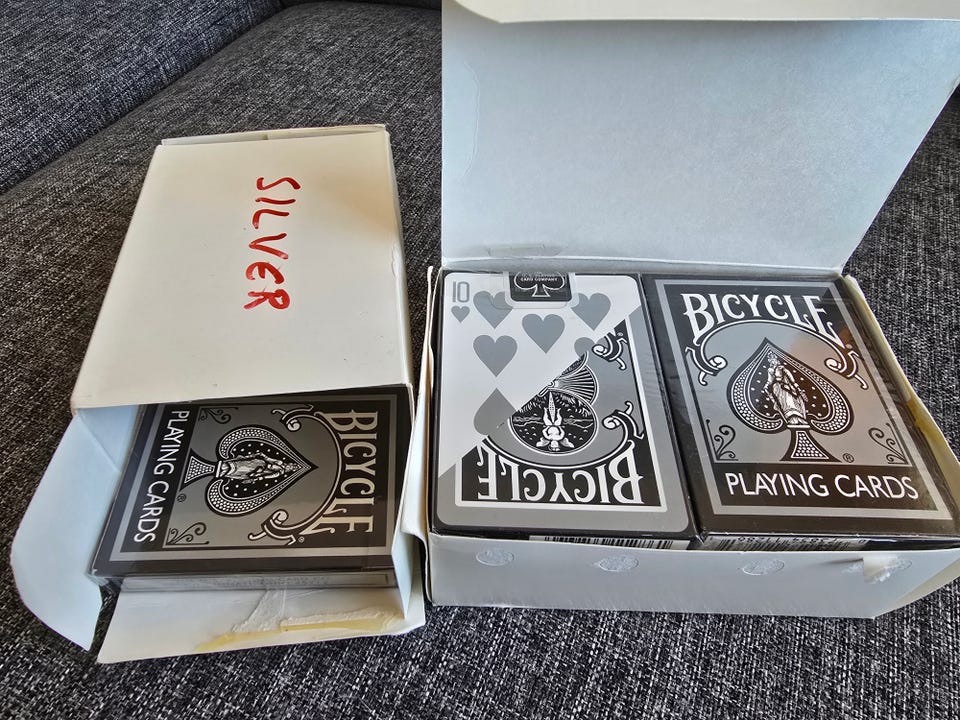 SILVER
BICYCLE
PLAYING CARDS
CARD COMPANY
10
BICYCLE
BICYCLE
PLAYING CARDS